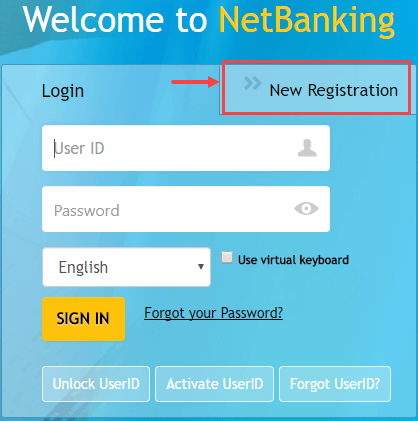 Welcome to NetBanking
Login
New Registration
User ID
Password
English
Use virtual keyboard
SIGN IN
Forgot your Password?
Unlock UserID
Activate UserID
Forgot UserID?